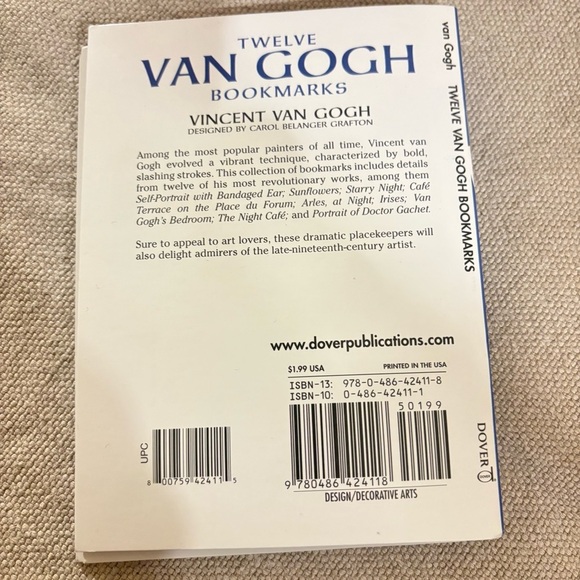 TWELVE
VAN GOGH
BOOKMARKS
VINCENT VAN GOGH
DESIGNED BY CAROL BELANGER GRAFTON
Among the most popular painters of all time, Vincent van
Gogh evolved a vibrant technique, characterized by bold,
slashing strokes. This collection of bookmarks includes details
from twelve of his most revolutionary works, among them
Self-Portrait with Bandaged Ear; Sunflowers; Starry Night; Café
Terrace on the Place du Forum; Arles, at Night; Irises; Van
Gogh's Bedroom; The Night Café; and Portrait of Doctor Gachet.
Sure to appeal to art lovers, these dramatic placekeepers will
also delight admirers of the late-nineteenth-century artist.
www.doverpublications.com
$1.99 USA PRINTED IN THE USA
ISBN-13: 978-0-486-42411-8
ISBN-10: 0-486-42411-1
50199
9 780486 424118
DESIGN/DECORATIVE ARTS
UPC
8 00759 42411 5
van Gogh TWELVE VAN GOGH BOOKMARKS
DOVER